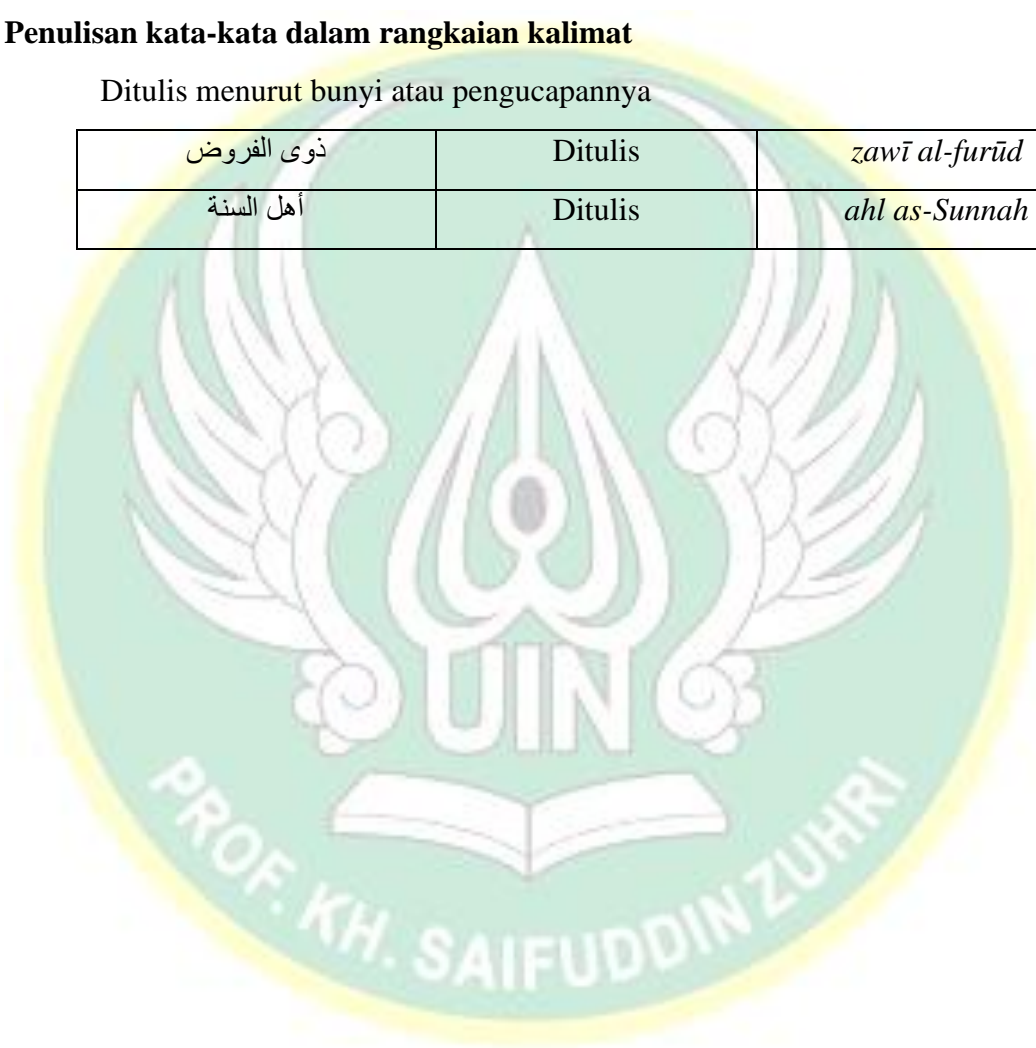 Penulisan kata-kata dalam rangkaian kalimat
Ditulis menurut bunyi atau pengucapannya
ذوى الفروض Ditulis zawī al-furūd
أهل السنة Ditulis ahl as-Sunnah
UIN
PROF. KH. SAIFUDDIN ZUHRI